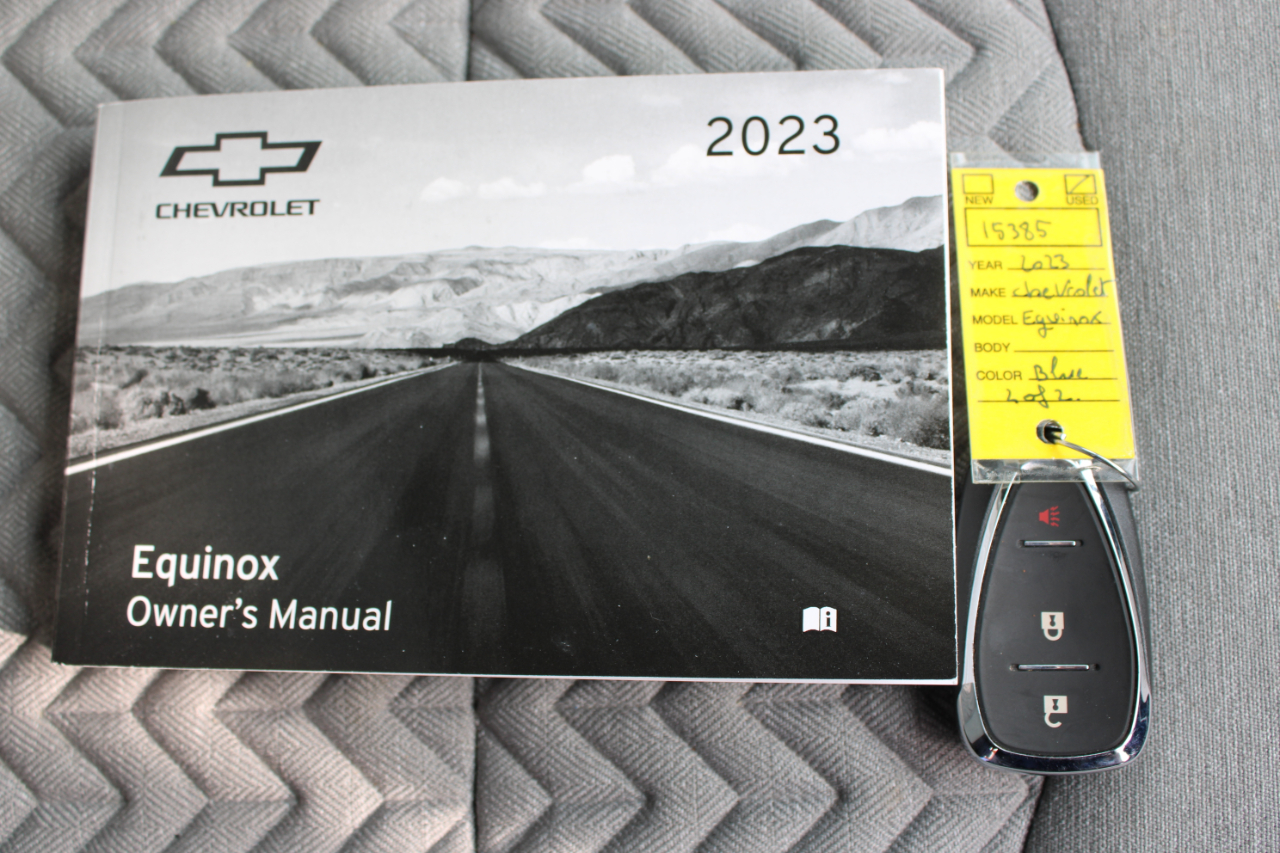 CHEVROLET
2023
Equinox
Owner's Manual
NEW USED
15385
YEAR 2023
MAKE chevrolet
MODEL Equinox
BODY
COLOR Blue
2 of 2